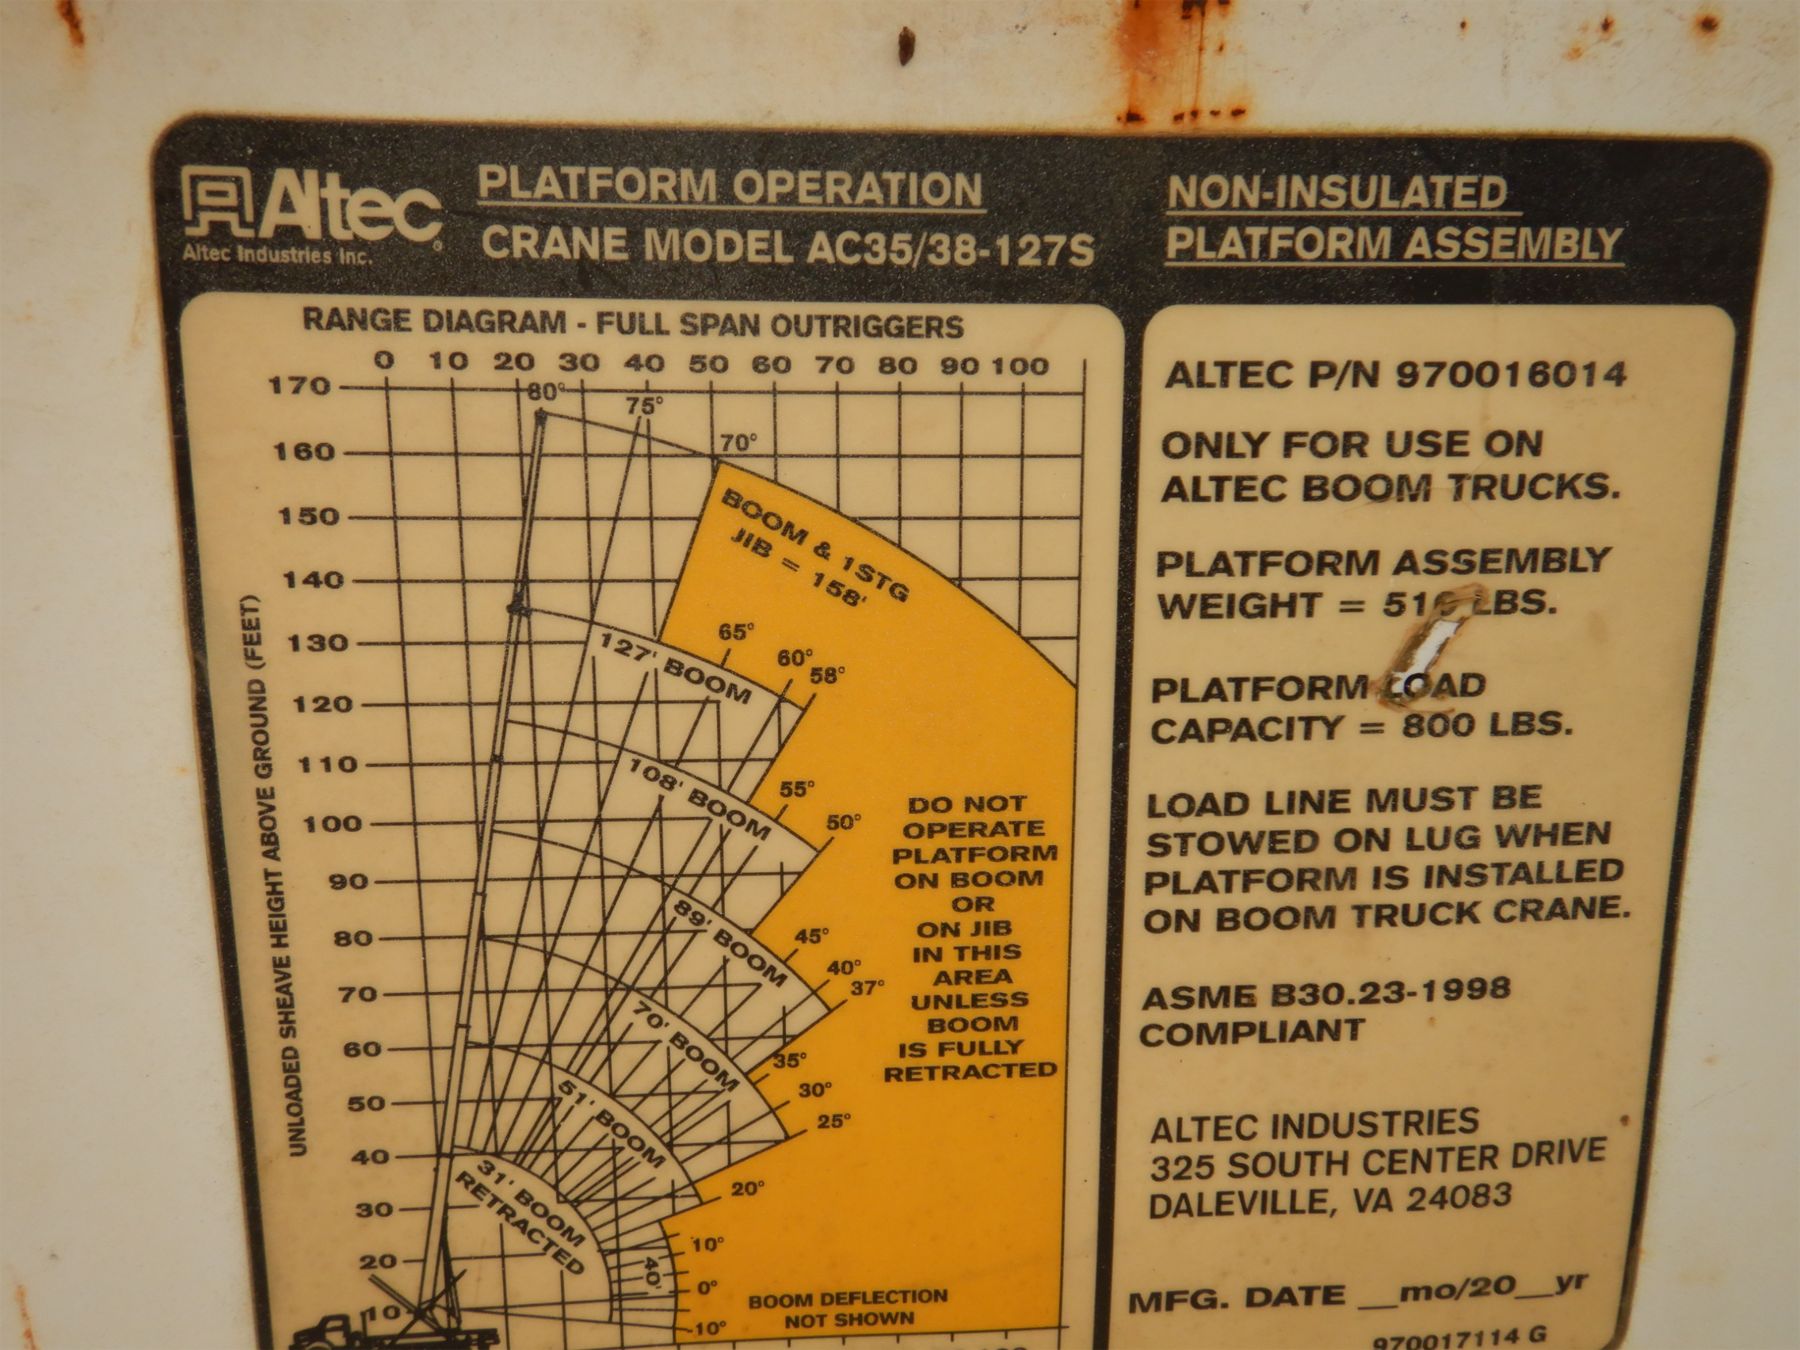 Altec
Altec Industries Inc.
PLATFORM OPERATION
CRANE MODEL AC35/38-127S
NON-INSULATED
PLATFORM ASSEMBLY
RANGE DIAGRAM - FULL SPAN OUTRIGGERS
0 10 20 30 40 50 60 70 80 90 100
170
160
150
140
130
120
110
100
90
80
70
60
50
40
30
20
10
UNLOADED SHEAVE HEIGHT ABOVE GROUND (FEET)
80°
75°
70°
BOOM & 1STG
JIB = 158'
65°
60°
58°
127' BOOM
55°
50°
108' BOOM
45°
40°
37°
89' BOOM
35°
30°
25°
70' BOOM
20°
51' BOOM
31' BOOM
RETRACTED
10°
40'
0°
-10°
DO NOT
OPERATE
PLATFORM
ON BOOM
OR
ON JIB
IN THIS
AREA
UNLESS
BOOM
IS FULLY
RETRACTED
BOOM DEFLECTION
NOT SHOWN
ALTEC P/N 970016014
ONLY FOR USE ON
ALTEC BOOM TRUCKS.
PLATFORM ASSEMBLY
WEIGHT = LBS.
PLATFORM LOAD
CAPACITY = 800 LBS.
LOAD LINE MUST BE
STOWED ON LUG WHEN
PLATFORM IS INSTALLED
ON BOOM TRUCK CRANE.
ASME B30.23-1998
COMPLIANT
ALTEC INDUSTRIES
325 SOUTH CENTER DRIVE
DALEVILLE, VA 24083
MFG. DATE __mo/20__yr
970017114 G